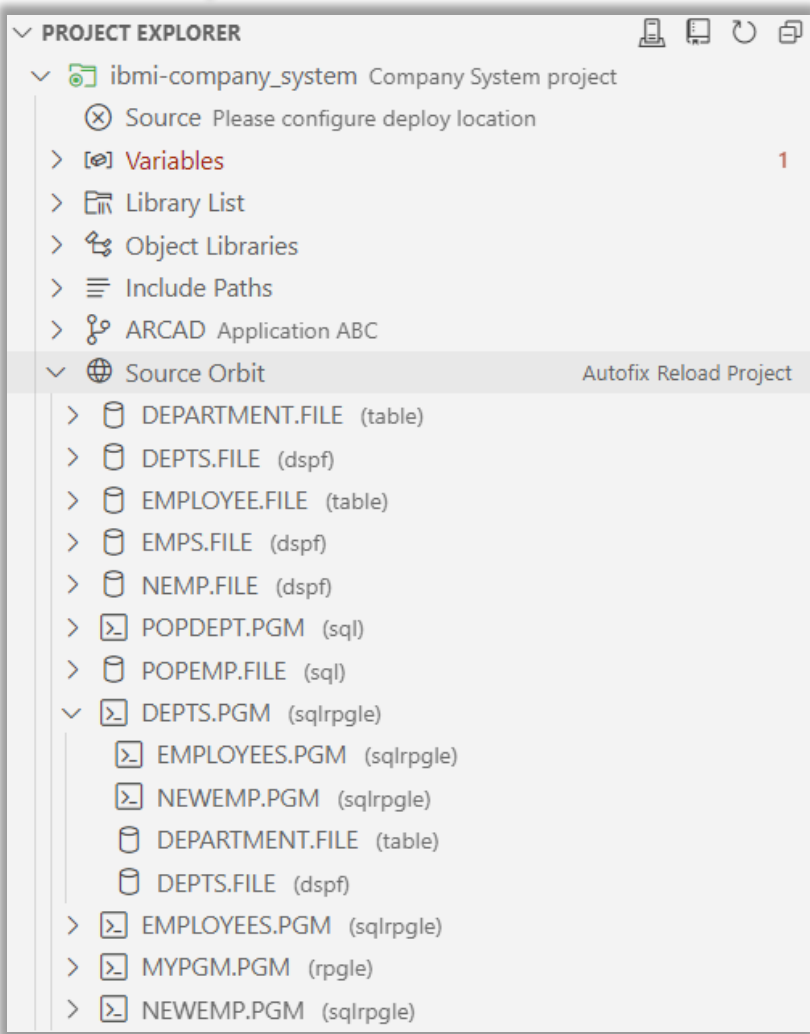 PROJECT EXPLORER
ibmi-company_system Company System project
Source Please configure deploy location
Variables 1
Library List
Object Libraries
Include Paths
ARCAD Application ABC
Source Orbit Autofix Reload Project
DEPARTMENT.FILE (table)
DEPTS.FILE (dspf)
EMPLOYEE.FILE (table)
EMPS.FILE (dspf)
NEMP.FILE (dspf)
POPDEPT.PGM (sql)
POPEMP.FILE (sql)
DEPTS.PGM (sqlrpgle)
EMPLOYEES.PGM (sqlrpgle)
NEWEMP.PGM (sqlrpgle)
DEPARTMENT.FILE (table)
DEPTS.FILE (dspf)
EMPLOYEES.PGM (sqlrpgle)
MYPGM.PGM (rpgle)
NEWEMP.PGM (sqlrpgle)